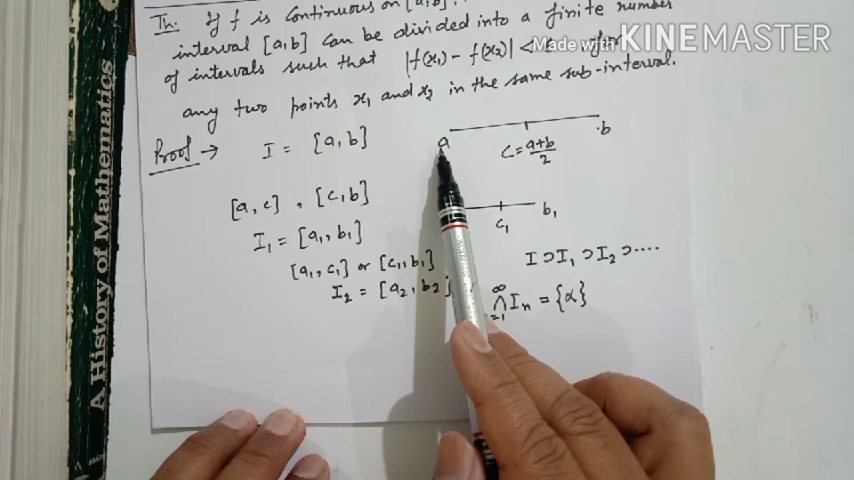 Th: If f is continuous on [a,b].
interval [a,b] can be divided into a finite number
of intervals such that |f(x₁) - f(x₂)| <
any two points x₁ and x₂ in the same sub-interval.
Proof → I = [a, b]
a b
C = a+b/2
[a, c] , [c, b]
I₁ = [a₁, b₁]
c₁ b₁
[a₁, c₁] or [c₁, b₁]
I ⊃ I₁ ⊃ I₂ ⊃ ....
I₂ = [a₂, b₂]
∞ ∩ =1 Iₙ = {α}
Made with KINEMASTER
A History of Mathematics